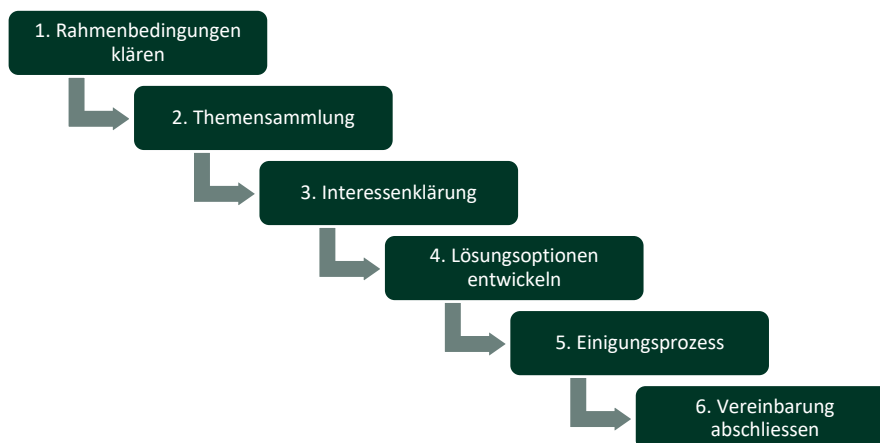 1. Rahmenbedingungen
klären
2. Themensammlung
3. Interessenklärung
4. Lösungsoptionen
entwickeln
5. Einigungsprozess
6. Vereinbarung
abschliessen